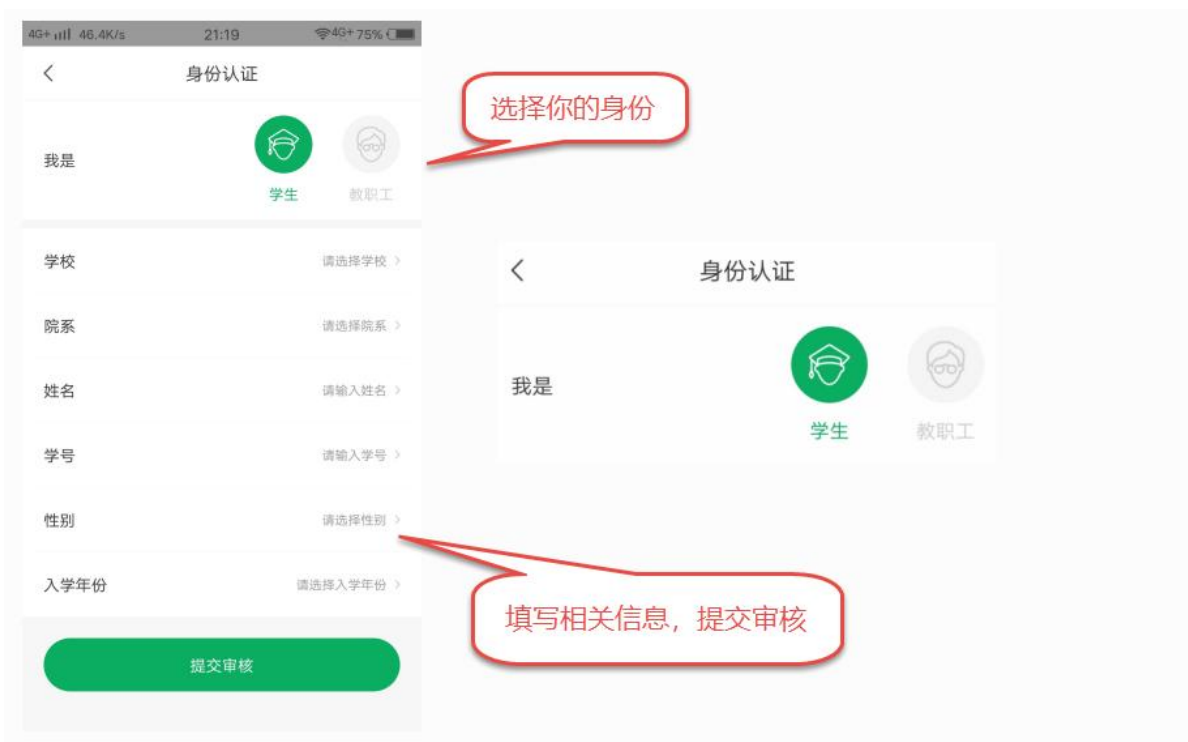 4G+ 46.4K/s 21:19 4G+ 75%
身份认证
我是
学生 教职工
学校 请选择学校
院系 请选择院系
姓名 请输入姓名
学号 请输入学号
性别 请选择性别
入学年份 请选择入学年份
提交审核
选择你的身份
身份认证
我是
学生 教职工
填写相关信息，提交审核